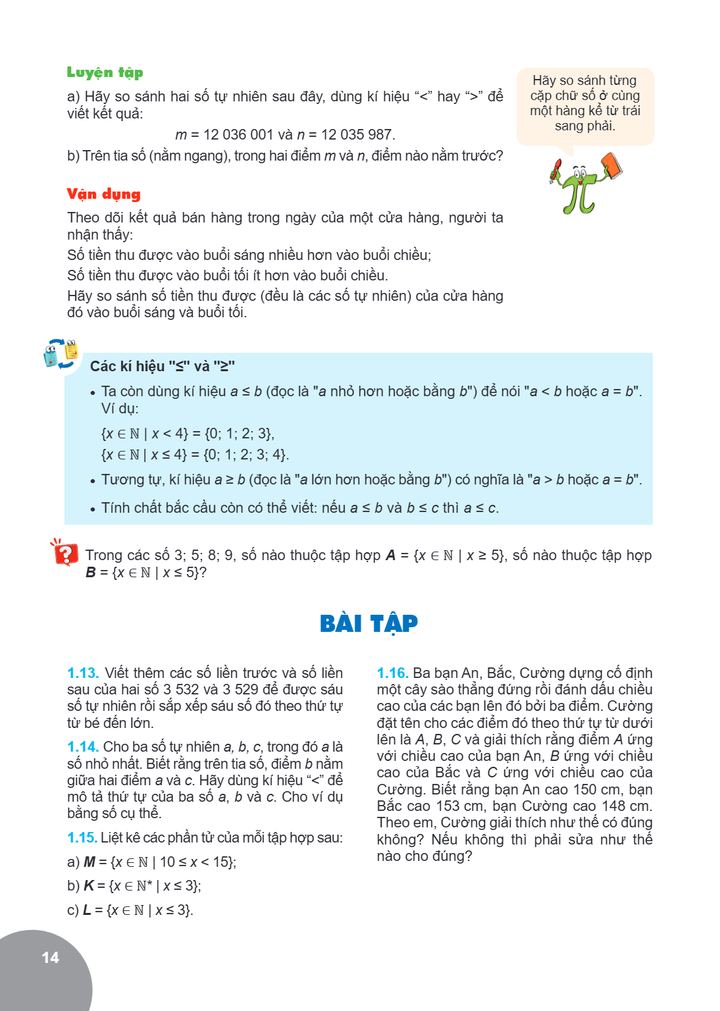 Luyện tập
a) Hãy so sánh hai số tự nhiên sau đây, dùng kí hiệu “<” hay “>” để
viết kết quả:
m = 12 036 001 và n = 12 035 987.
b) Trên tia số (nằm ngang), trong hai điểm m và n, điểm nào nằm trước?
Hãy so sánh từng
cặp chữ số ở cùng
một hàng kể từ trái
sang phải.
Vận dụng
Theo dõi kết quả bán hàng trong ngày của một cửa hàng, người ta
nhận thấy:
Số tiền thu được vào buổi sáng nhiều hơn vào buổi chiều;
Số tiền thu được vào buổi tối ít hơn vào buổi chiều.
Hãy so sánh số tiền thu được (đều là các số tự nhiên) của cửa hàng
đó vào buổi sáng và buổi tối.
Các kí hiệu "≤" và "≥"
• Ta còn dùng kí hiệu a ≤ b (đọc là "a nhỏ hơn hoặc bằng b") để nói "a < b hoặc a = b".
Ví dụ:
{x ∈ ℕ | x < 4} = {0; 1; 2; 3},
{x ∈ ℕ | x ≤ 4} = {0; 1; 2; 3; 4}.
• Tương tự, kí hiệu a ≥ b (đọc là "a lớn hơn hoặc bằng b") có nghĩa là "a > b hoặc a = b".
• Tính chất bắc cầu còn có thể viết: nếu a ≤ b và b ≤ c thì a ≤ c.
?
Trong các số 3; 5; 8; 9, số nào thuộc tập hợp A = {x ∈ ℕ | x ≥ 5}, số nào thuộc tập hợp
B = {x ∈ ℕ | x ≤ 5}?
BÀI TẬP
1.13. Viết thêm các số liền trước và số liền
sau của hai số 3 532 và 3 529 để được sáu
số tự nhiên rồi sắp xếp sáu số đó theo thứ tự
từ bé đến lớn.
1.14. Cho ba số tự nhiên a, b, c, trong đó a là
số nhỏ nhất. Biết rằng trên tia số, điểm b nằm
giữa hai điểm a và c. Hãy dùng kí hiệu “<” để
mô tả thứ tự của ba số a, b và c. Cho ví dụ
bằng số cụ thể.
1.15. Liệt kê các phần tử của mỗi tập hợp sau:
a) M = {x ∈ ℕ | 10 ≤ x < 15};
b) K = {x ∈ ℕ* | x ≤ 3};
c) L = {x ∈ ℕ | x ≤ 3}.
1.16. Ba bạn An, Bắc, Cường dựng cố định
một cây sào thẳng đứng rồi đánh dấu chiều
cao của các bạn lên đó bởi ba điểm. Cường
đặt tên cho các điểm đó theo thứ tự từ dưới
lên là A, B, C và giải thích rằng điểm A ứng
với chiều cao của bạn An, B ứng với chiều
cao của Bắc và C ứng với chiều cao của
Cường. Biết rằng bạn An cao 150 cm, bạn
Bắc cao 153 cm, bạn Cường cao 148 cm.
Theo em, Cường giải thích như thế có đúng
không? Nếu không thì phải sửa như thế
nào cho đúng?
14